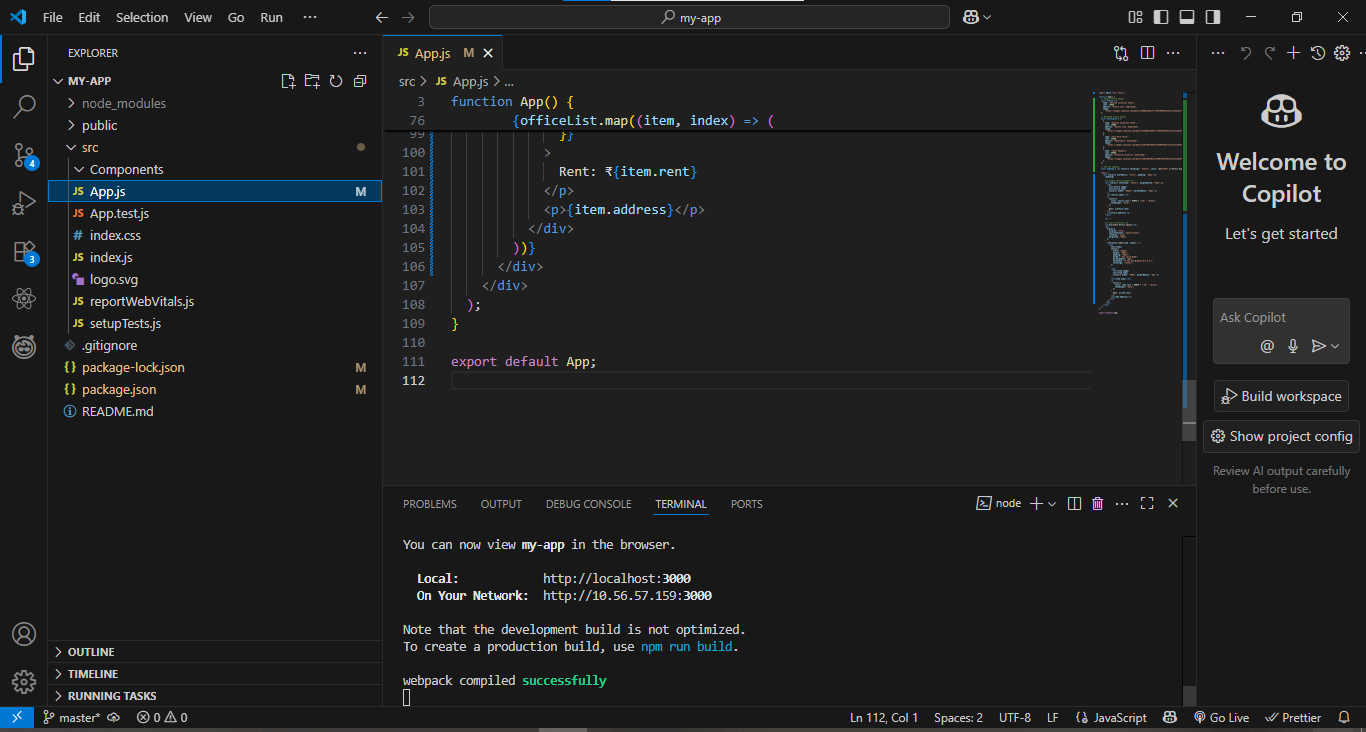 File Edit Selection View Go Run ···
my-app
EXPLORER
MY-APP
node_modules
public
src
Components
JS App.js M
JS App.test.js
# index.css
JS index.js
logo.svg
JS reportWebVitals.js
JS setupTests.js
.gitignore
{} package-lock.json M
{} package.json M
README.md
OUTLINE
TIMELINE
RUNNING TASKS
4
3
JS App.js M
src > JS App.js > ...
3 function App() {
76 {officeList.map((item, index) => (
99 }}
100 >
101 Rent: ₹{item.rent}
102 </p>
103 <p>{item.address}</p>
104 </div>
105 ))}
106 </div>
107 </div>
108 );
109 }
110
111 export default App;
112
PROBLEMS OUTPUT DEBUG CONSOLE TERMINAL PORTS
node
You can now view my-app in the browser.
Local: http://localhost:3000
On Your Network: http://10.56.57.159:3000
Note that the development build is not optimized.
To create a production build, use npm run build.
webpack compiled successfully
Welcome to
Copilot
Let's get started
Ask Copilot
@
Build workspace
Show project config
Review AI output carefully
before use.
master* 0 0 Ln 112, Col 1 Spaces: 2 UTF-8 LF {} JavaScript Go Live Prettier